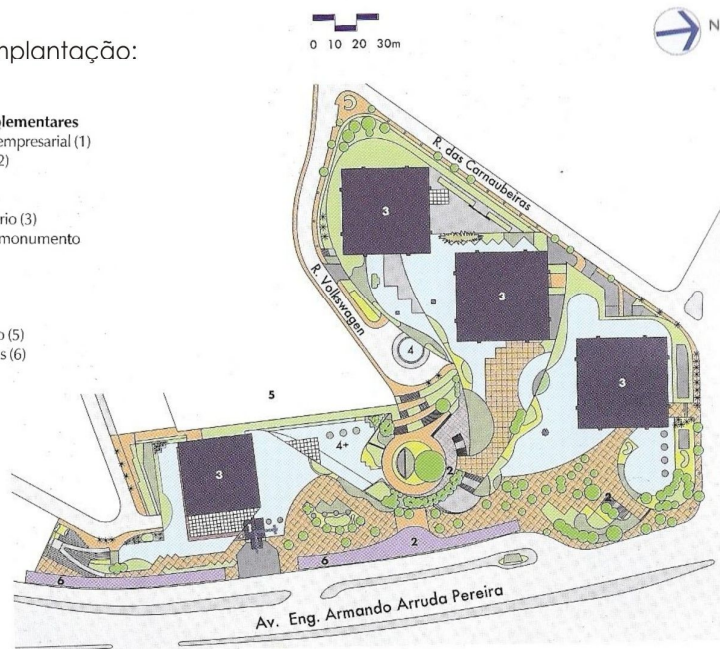 mplantação:
0 10 20 30m
N
lementares
empresarial (1)
2)
rio (3)
monumento
o (5)
s (6)
R. das Carnaubeiras
R. Volkswagen
3
3
3
4
5
4+
3
2
2
1
2
6
6
Av. Eng. Armando Arruda Pereira